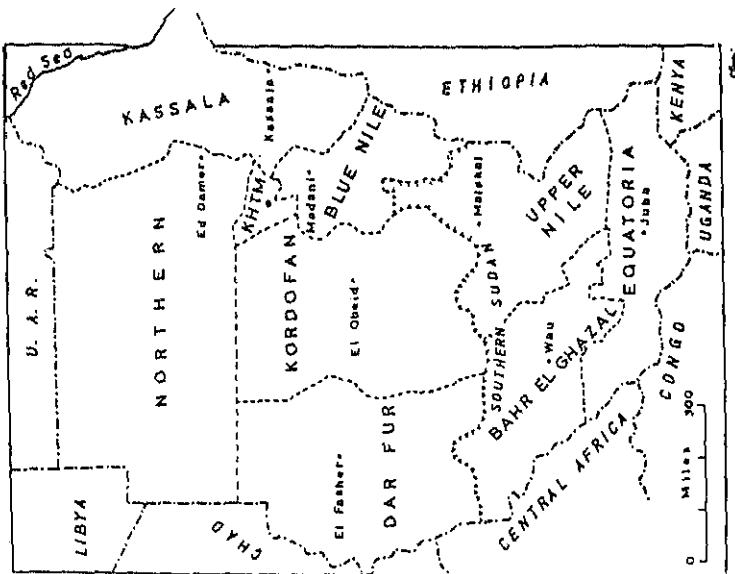 Red Sea
U. A. R.
LIBYA
CHAD
KASSALA
Kassala
NORTHERN
Ed Damer
KHTM.
Medani
BLUE NILE
ETHIOPIA
KORDOFAN
El Obeid
DAR FUR
El Fasher
Malakal
UPPER
NILE
SOUTHERN SUDAN
Wau
BAHR EL GHAZAL
EQUATORIA
Juba
KENYA
UGANDA
CONGO
CENTRAL AFRICA
0 Miles 300